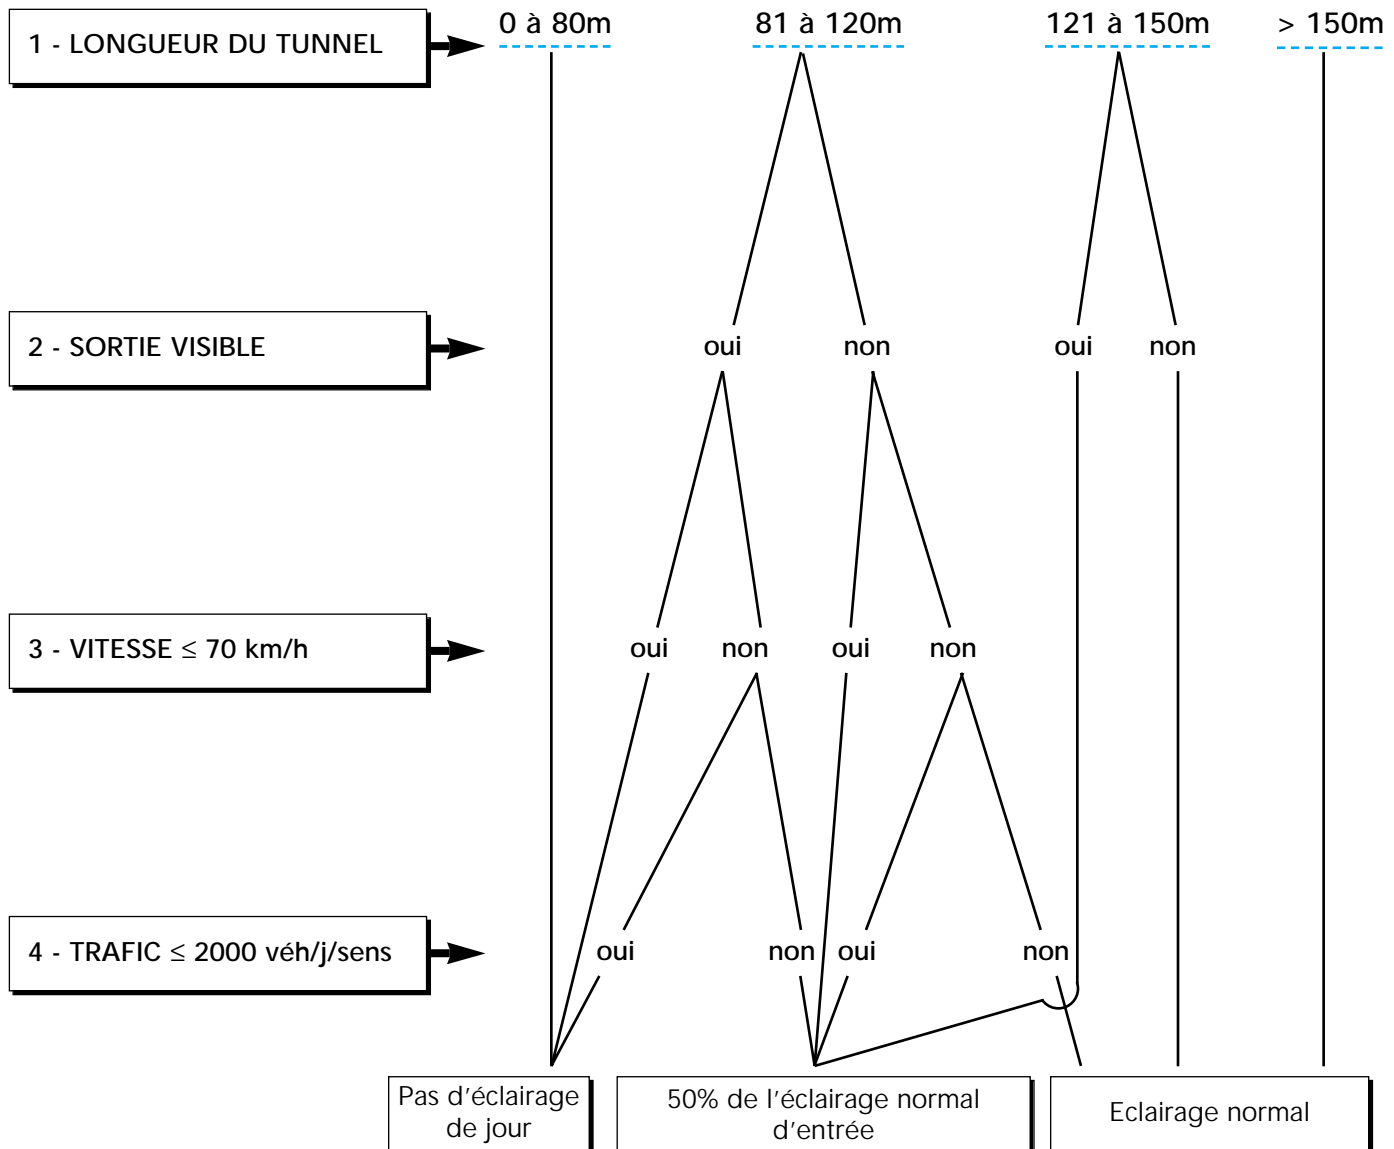 1 - LONGUEUR DU TUNNEL
0 à 80m
81 à 120m
121 à 150m
> 150m
2 - SORTIE VISIBLE
oui
non
oui
non
3 - VITESSE ≤ 70 km/h
oui
non
oui
non
4 - TRAFIC ≤ 2000 véh/j/sens
oui
non
oui
non
Pas d'éclairage
de jour
50% de l'éclairage normal
d'entrée
Eclairage normal